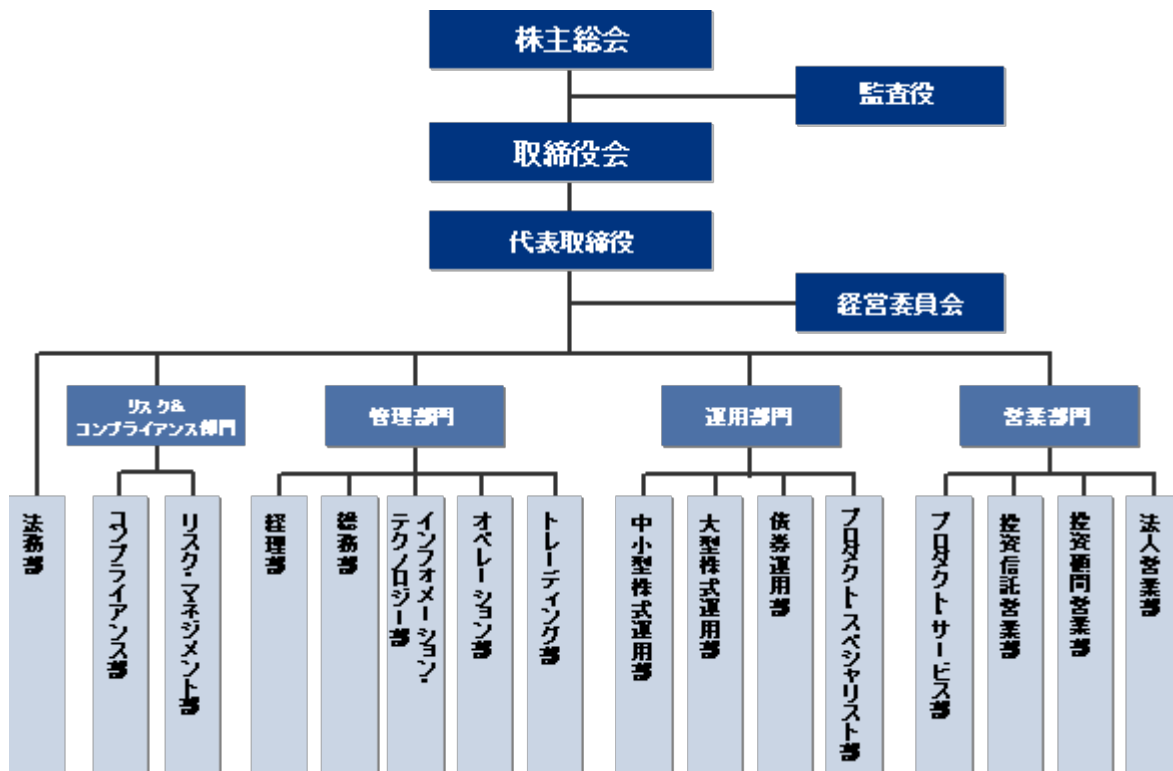 株主総会
監査役
取締役会
代表取締役
経営委員会
リスク&
コンプライアンス部門
管理部門
運用部門
営業部門
法務部
コンプライアンス部
リスク・マネジメント部
経理部
総務部
インフォメーション・
テクノロジー部
オペレーション部
トレーディング部
中小型株式運用部
大型株式運用部
債券運用部
プロダクト・スペシャリスト部
プロダクト・サービス部
投資信託営業部
投資顧問営業部
法人営業部